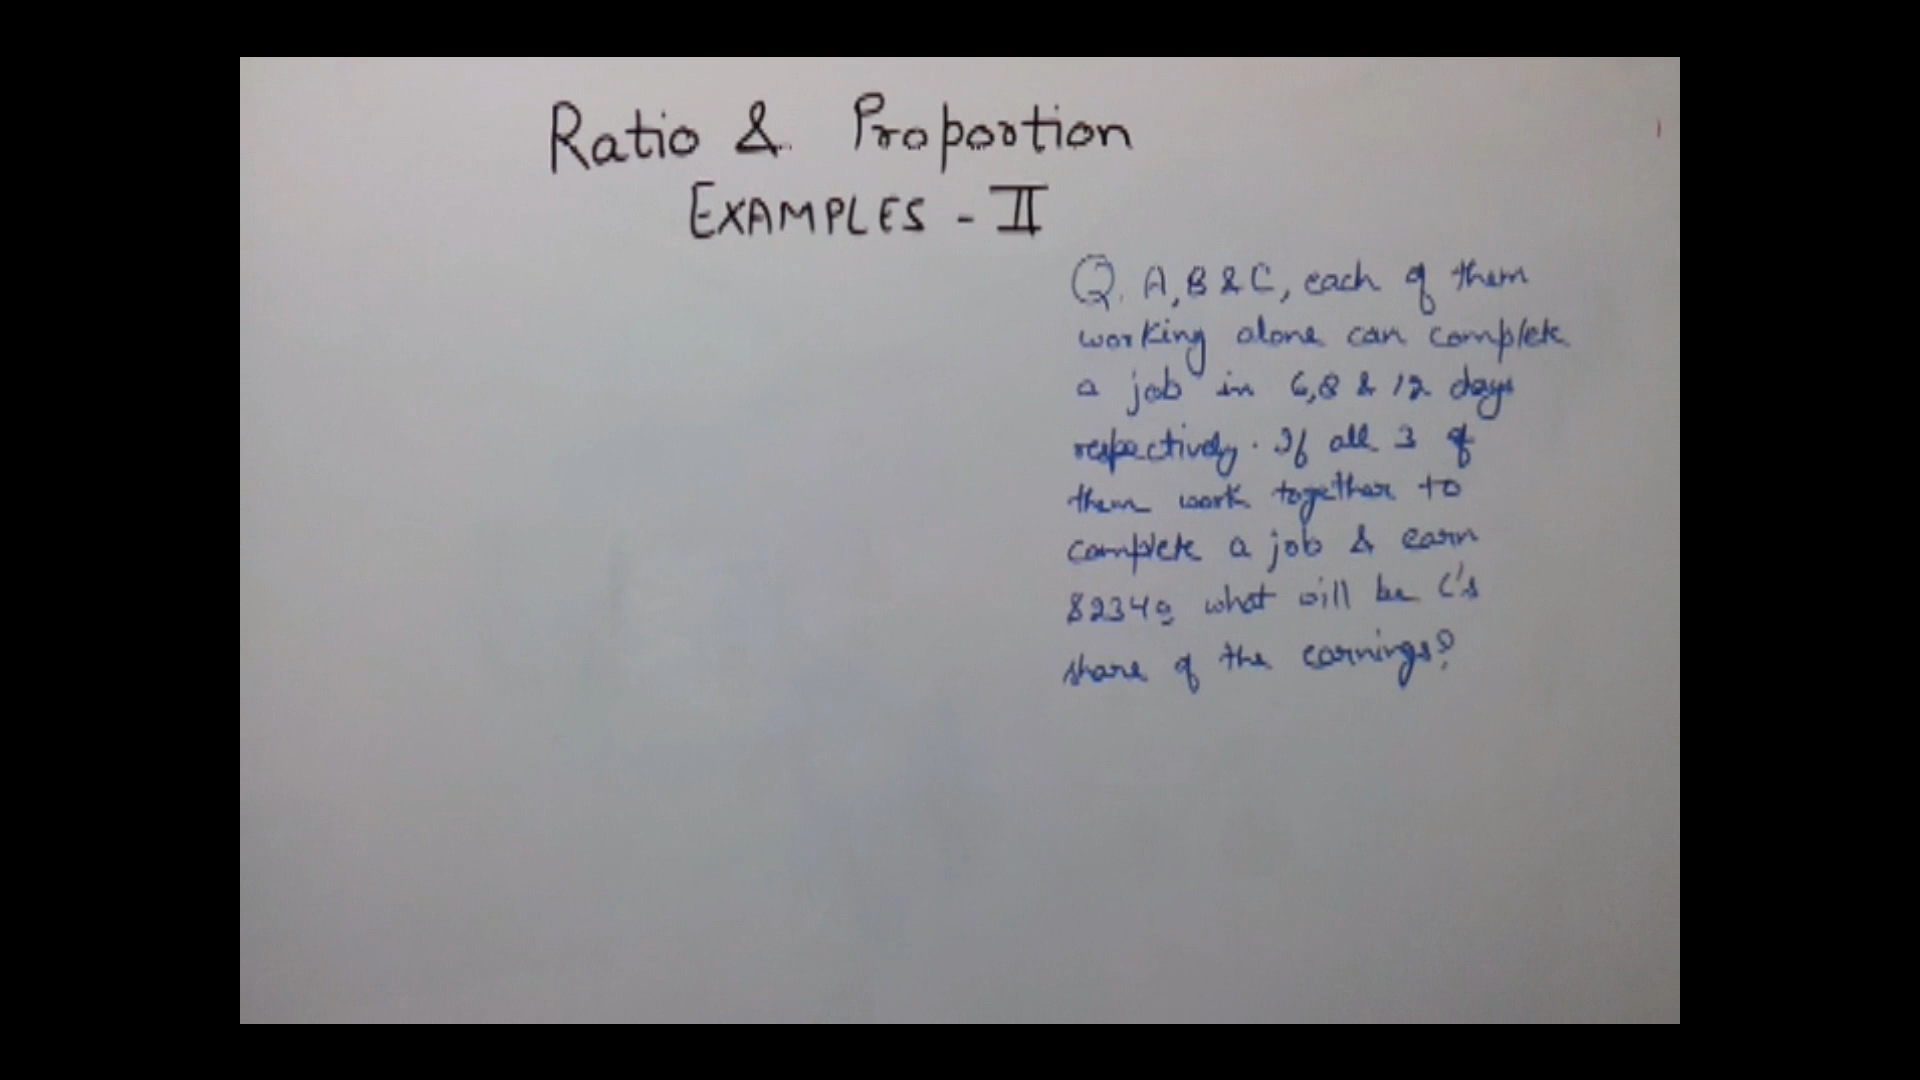 Ratio & Proportion
EXAMPLES - II
Q. A, B & C, each of them
working alone can complete
a job in 6, 8 & 12 days
respectively. If all 3 of
them work together to
complete a job & earn
$2340, what will be C's
share of the earnings?